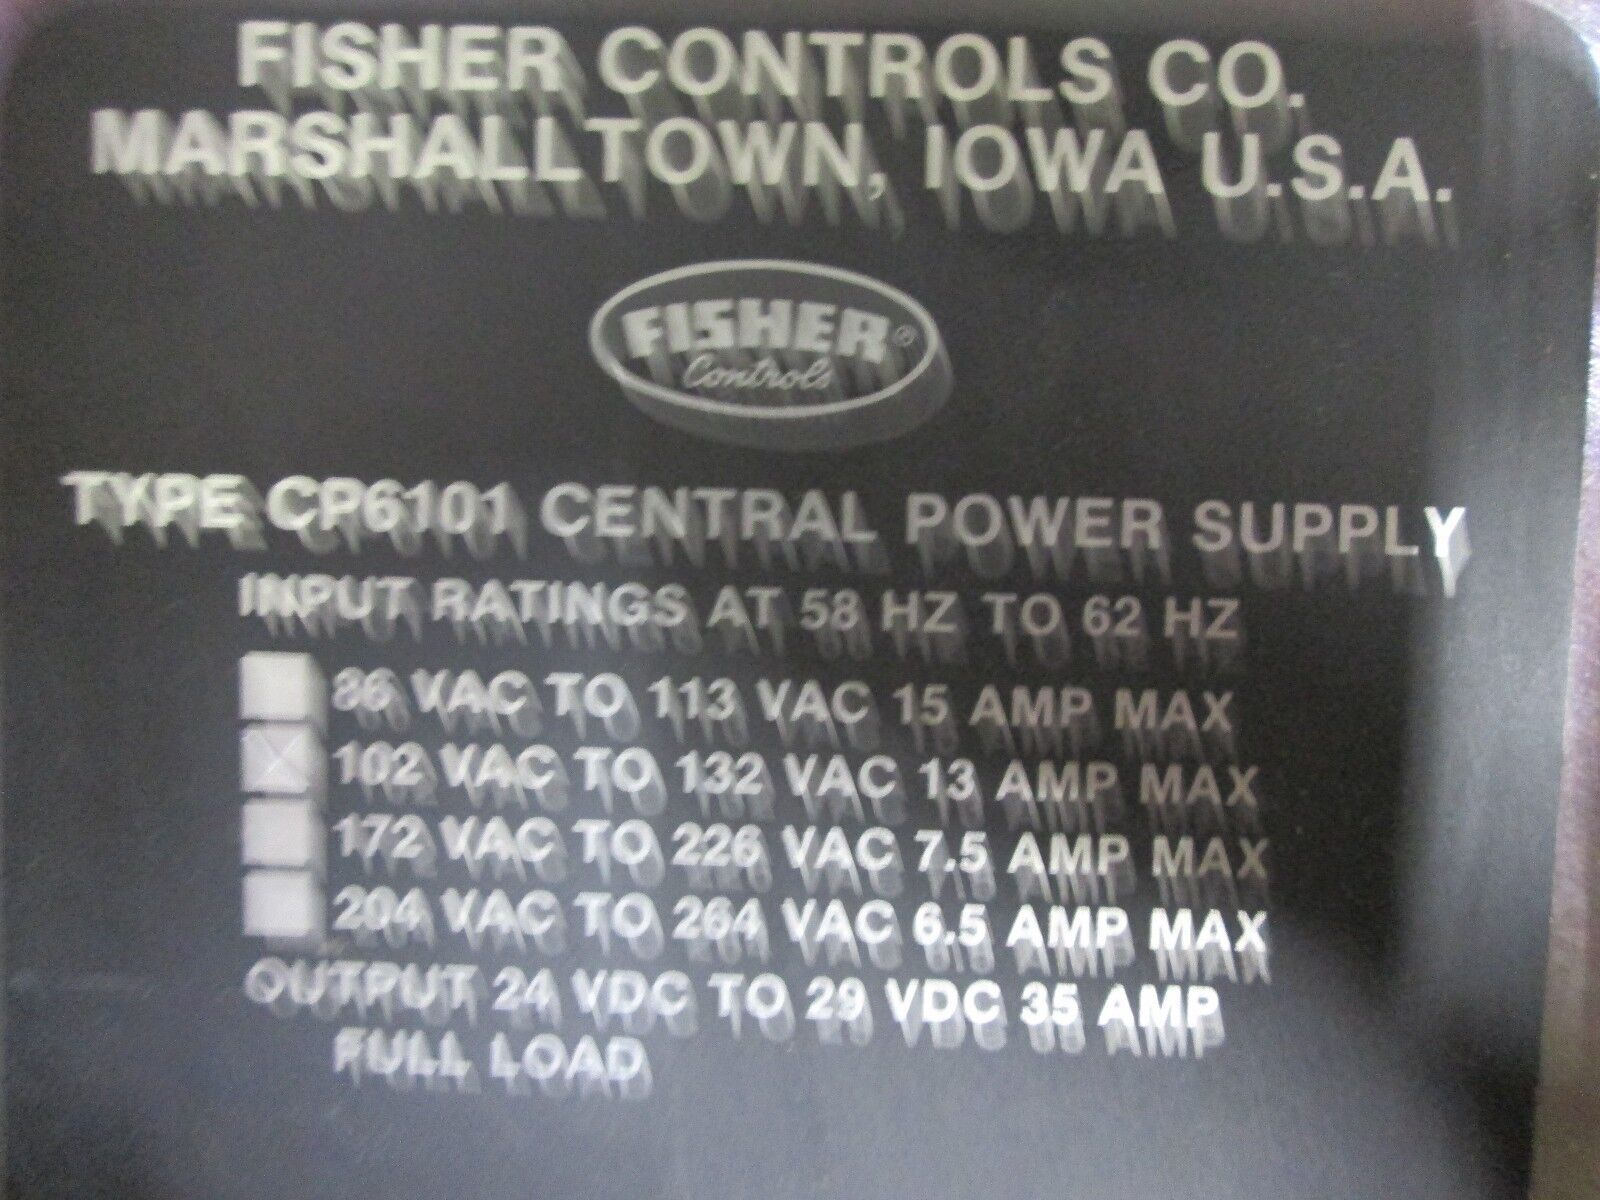 FISHER CONTROLS CO.
MARSHALLTOWN, IOWA U.S.A.
FISHER®
Controls
TYPE CP6101 CENTRAL POWER SUPPLY
INPUT RATINGS AT 58 HZ TO 62 HZ
86 VAC TO 113 VAC 15 AMP MAX
X 102 VAC TO 132 VAC 13 AMP MAX
172 VAC TO 226 VAC 7.5 AMP MAX
204 VAC TO 264 VAC 6.5 AMP MAX
OUTPUT 24 VDC TO 29 VDC 35 AMP
FULL LOAD